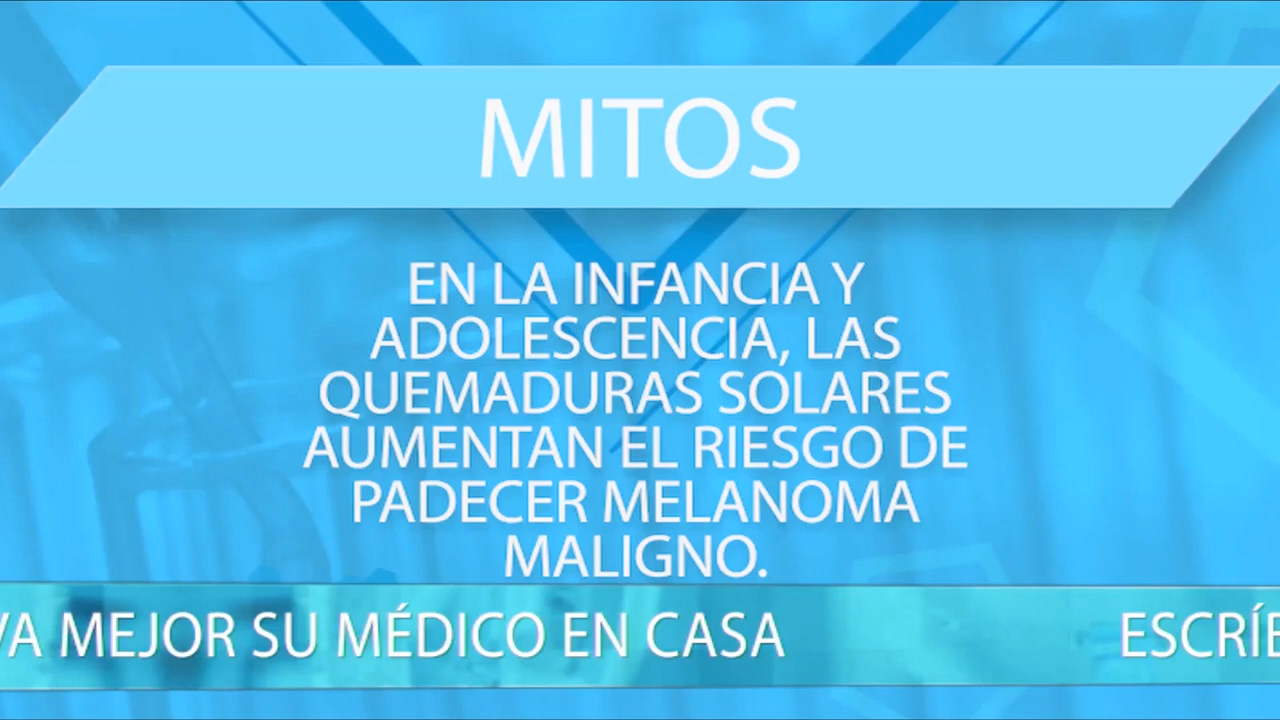 MITOS
EN LA INFANCIA Y
ADOLESCENCIA, LAS
QUEMADURAS SOLARES
AUMENTAN EL RIESGO DE
PADECER MELANOMA
MALIGNO.
VA MEJOR SU MÉDICO EN CASA ESCRÍB